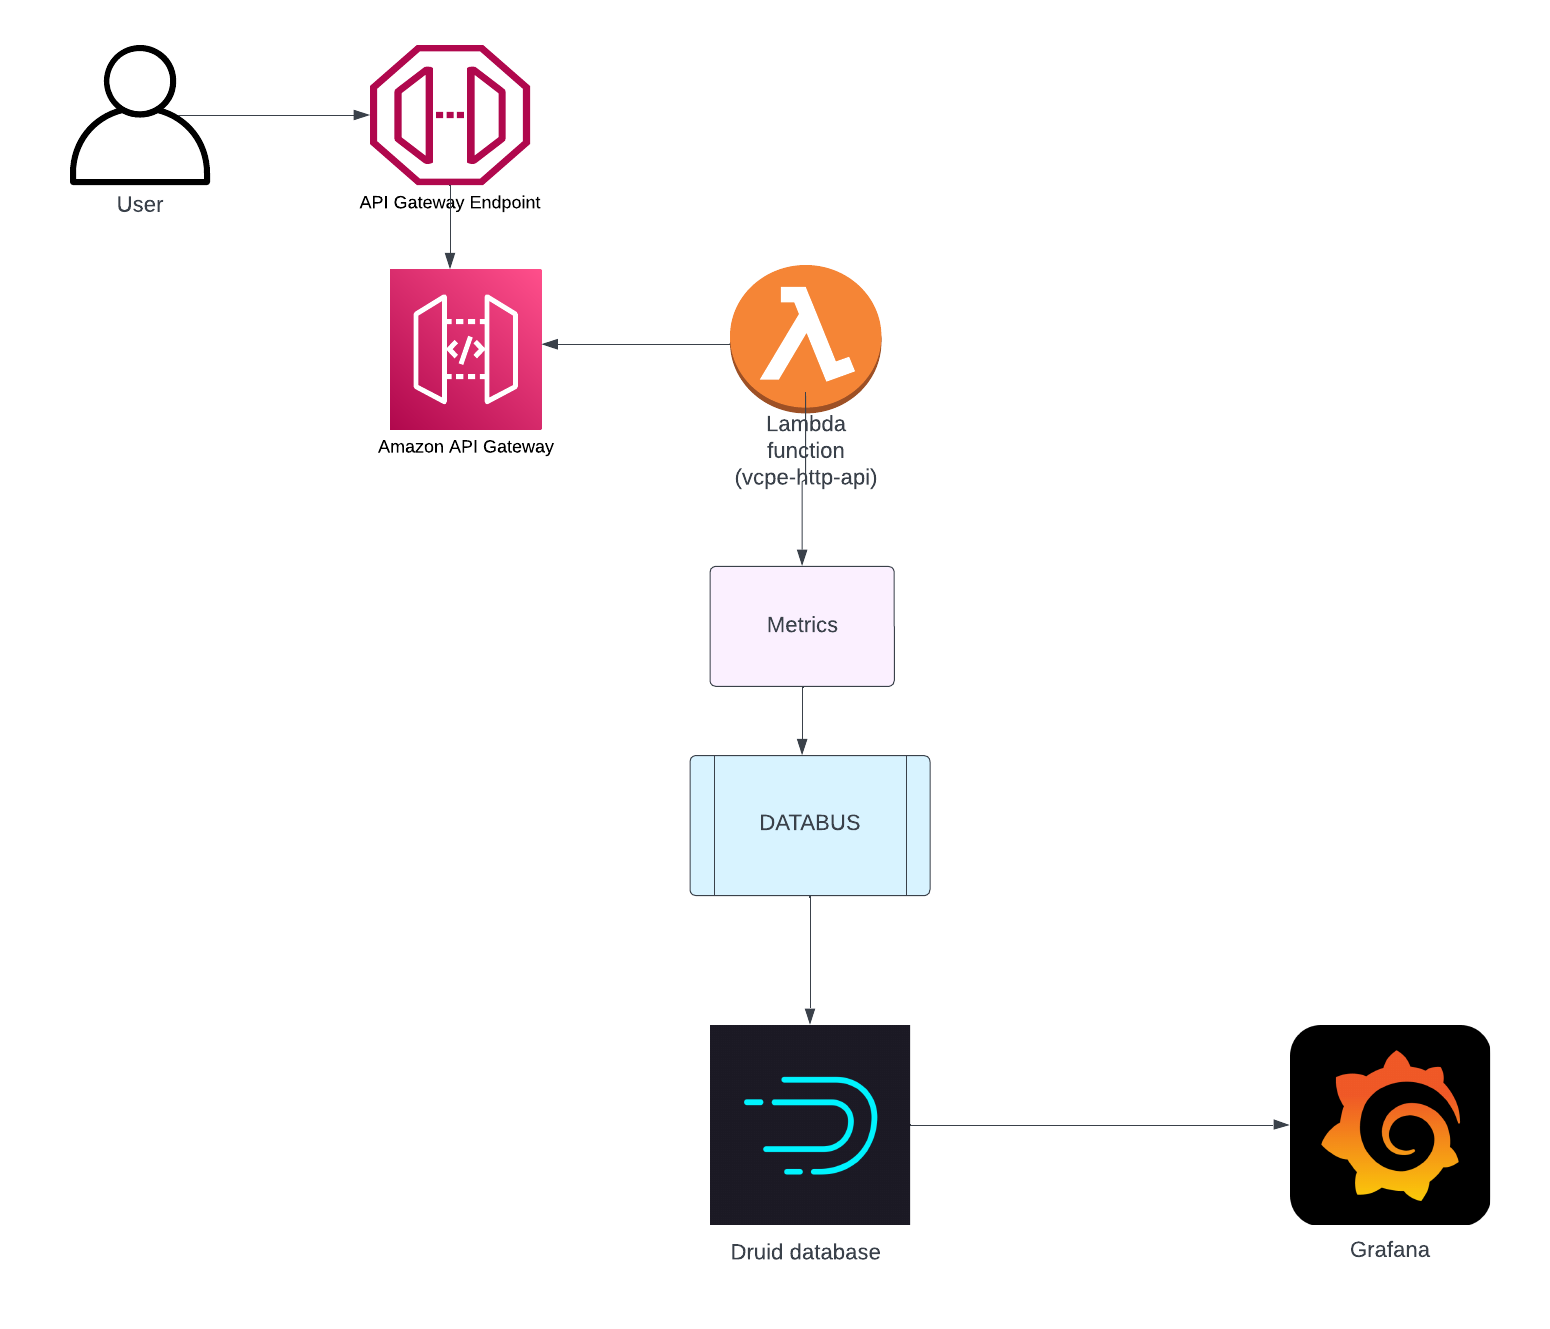 User
API Gateway Endpoint
Amazon API Gateway
Lambda
function
(vcpe-http-api)
Metrics
DATABUS
Druid database
Grafana